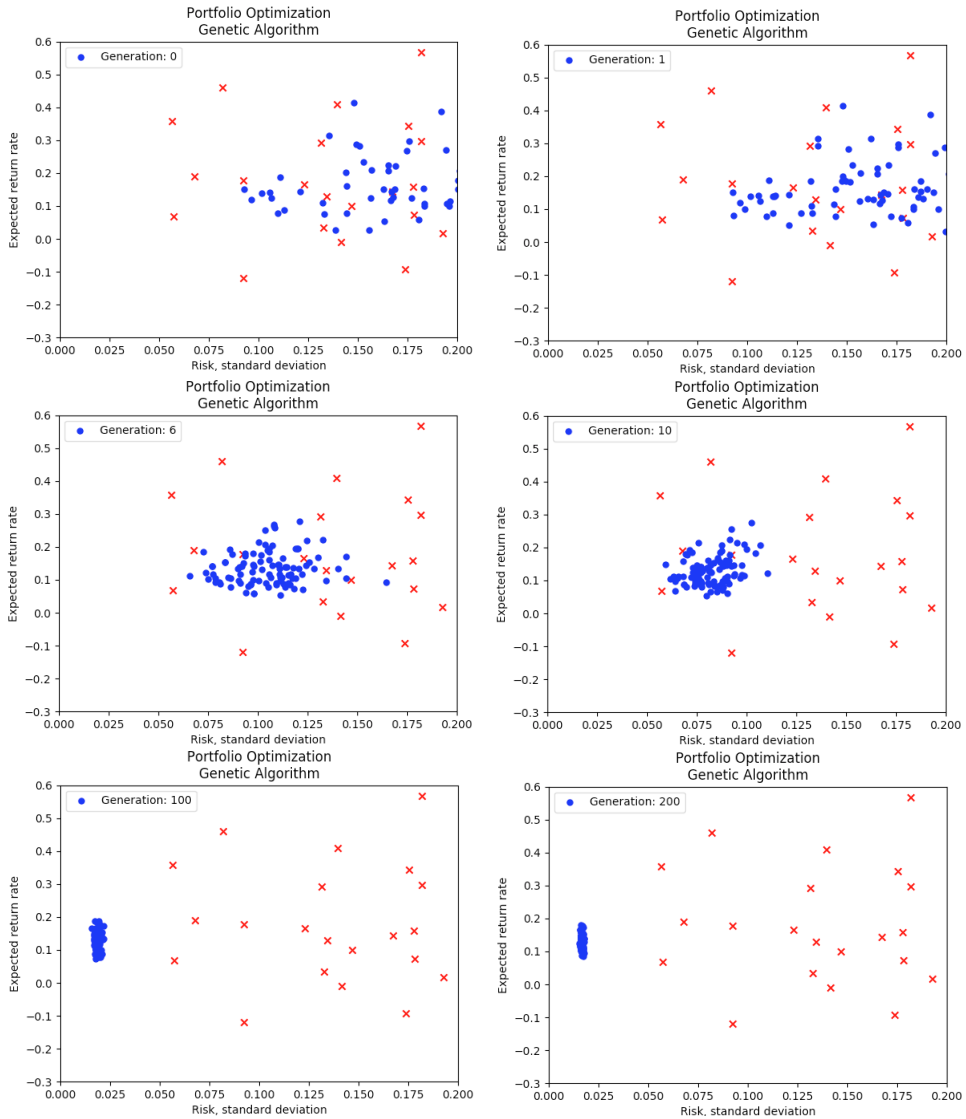 Portfolio Optimization
Genetic Algorithm
Generation: 0
Expected return rate
0.6
0.5
0.4
0.3
0.2
0.1
0.0
−0.1
−0.2
−0.3
0.000 0.025 0.050 0.075 0.100 0.125 0.150 0.175 0.200
Risk, standard deviation
Portfolio Optimization
Genetic Algorithm
Generation: 1
Expected return rate
0.6
0.5
0.4
0.3
0.2
0.1
0.0
−0.1
−0.2
−0.3
0.000 0.025 0.050 0.075 0.100 0.125 0.150 0.175 0.200
Risk, standard deviation
Portfolio Optimization
Genetic Algorithm
Generation: 6
Expected return rate
0.6
0.5
0.4
0.3
0.2
0.1
0.0
−0.1
−0.2
−0.3
0.000 0.025 0.050 0.075 0.100 0.125 0.150 0.175 0.200
Risk, standard deviation
Portfolio Optimization
Genetic Algorithm
Generation: 10
Expected return rate
0.6
0.5
0.4
0.3
0.2
0.1
0.0
−0.1
−0.2
−0.3
0.000 0.025 0.050 0.075 0.100 0.125 0.150 0.175 0.200
Risk, standard deviation
Portfolio Optimization
Genetic Algorithm
Generation: 100
Expected return rate
0.6
0.5
0.4
0.3
0.2
0.1
0.0
−0.1
−0.2
−0.3
0.000 0.025 0.050 0.075 0.100 0.125 0.150 0.175 0.200
Risk, standard deviation
Portfolio Optimization
Genetic Algorithm
Generation: 200
Expected return rate
0.6
0.5
0.4
0.3
0.2
0.1
0.0
−0.1
−0.2
−0.3
0.000 0.025 0.050 0.075 0.100 0.125 0.150 0.175 0.200
Risk, standard deviation